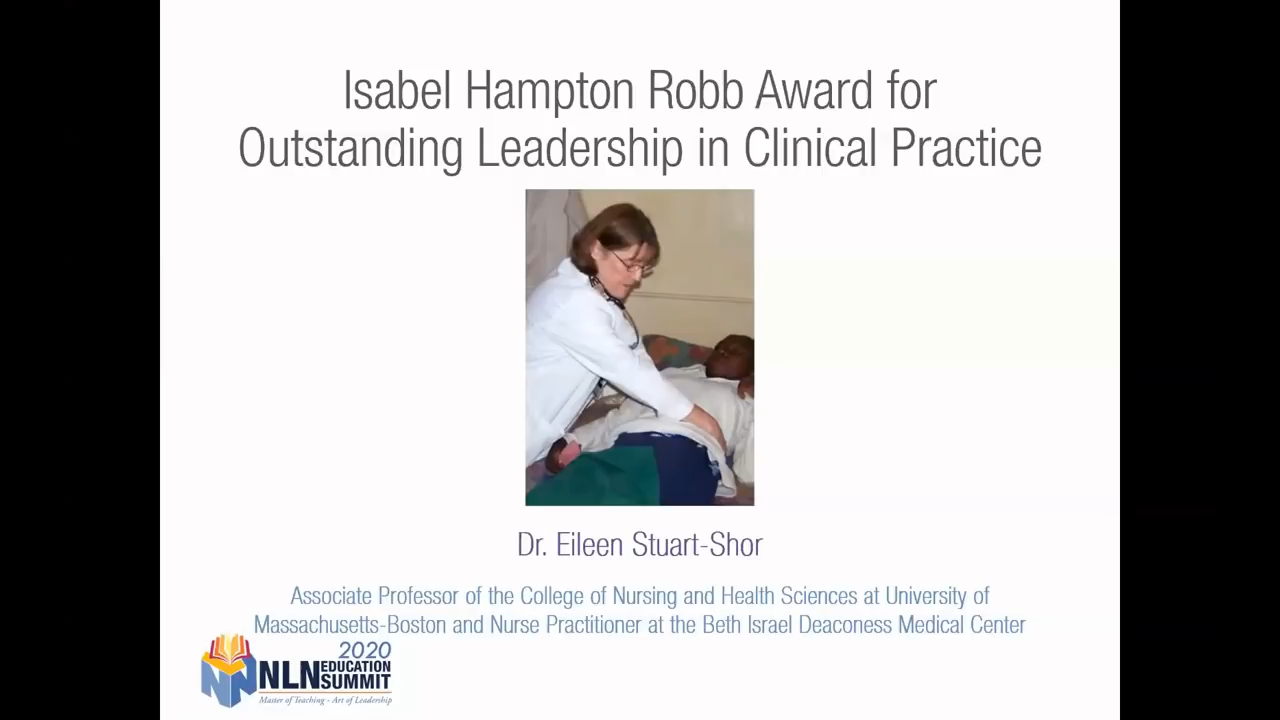 Isabel Hampton Robb Award for
Outstanding Leadership in Clinical Practice
Dr. Eileen Stuart-Shor
Associate Professor of the College of Nursing and Health Sciences at University of
Massachusetts-Boston and Nurse Practitioner at the Beth Israel Deaconess Medical Center
2020
NLN EDUCATION
SUMMIT
Master of Teaching - Art of Leadership